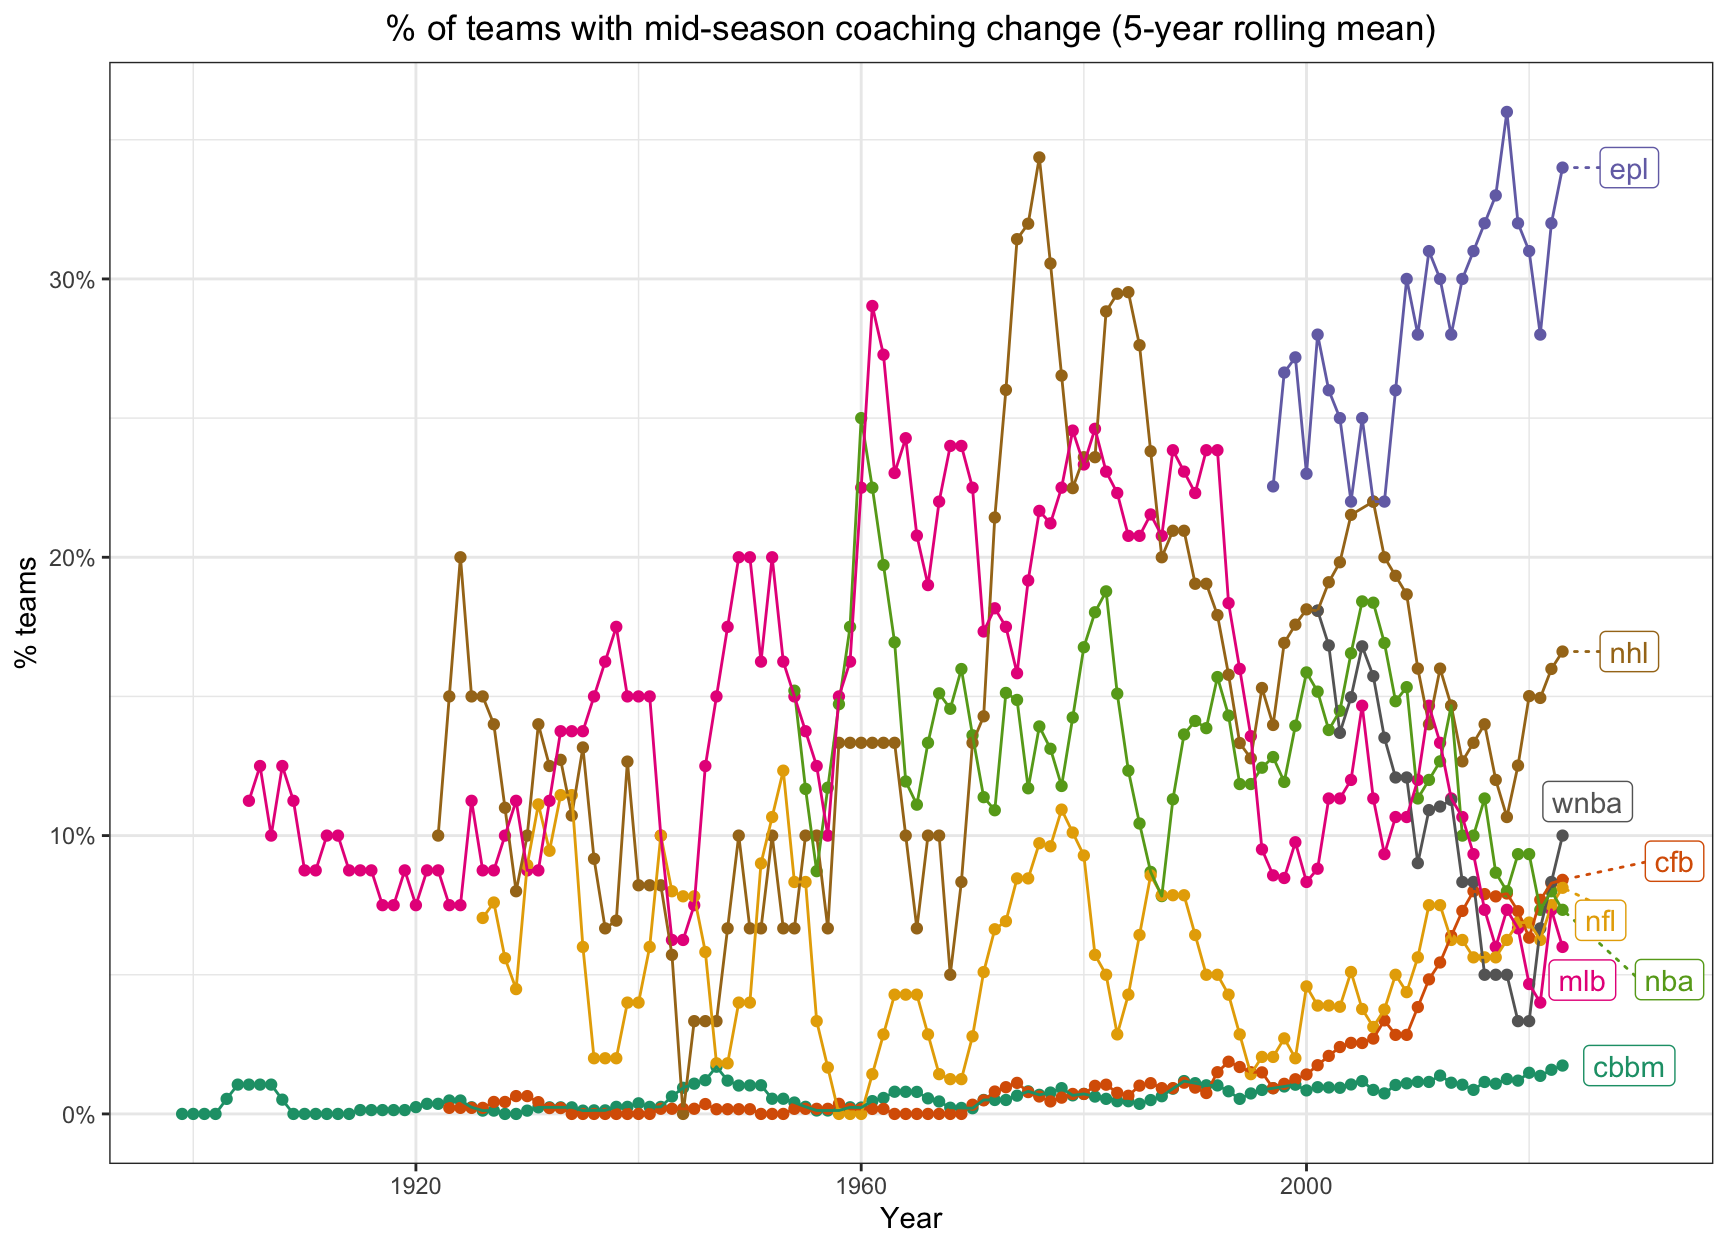 % of teams with mid-season coaching change (5-year rolling mean)
epl
30%
nhl
20%
% teams
wnba
10%
cfb
nfl
mlb
nba
cbbm
0%
1920
1960
2000
Year